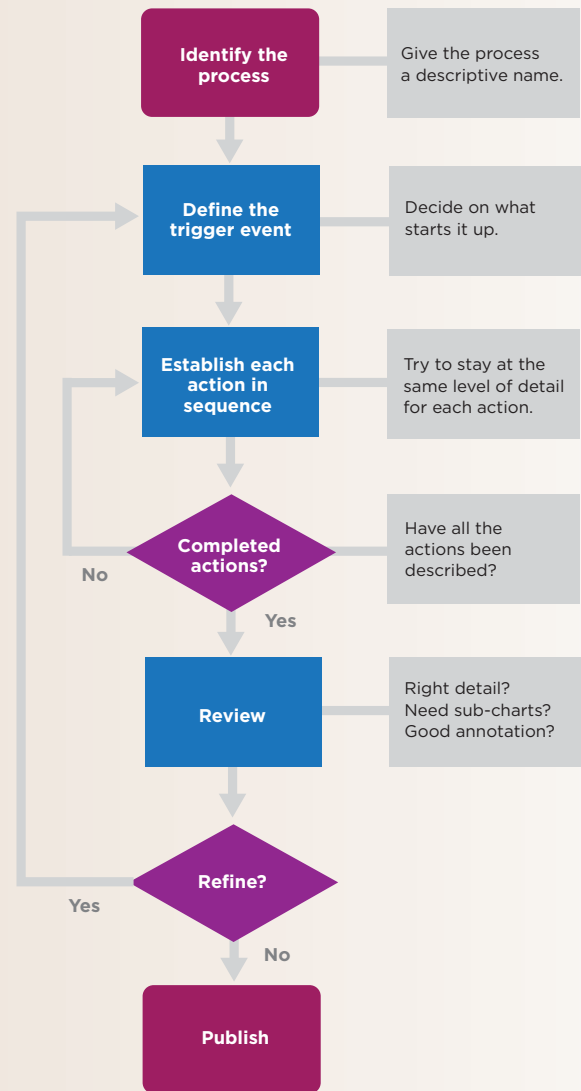 Identify the
process
Give the process
a descriptive name.
Define the
trigger event
Decide on what
starts it up.
Establish each
action in
sequence
Try to stay at the
same level of detail
for each action.
Completed
actions?
Have all the
actions been
described?
No
Yes
Review
Right detail?
Need sub-charts?
Good annotation?
Refine?
Yes
No
Publish